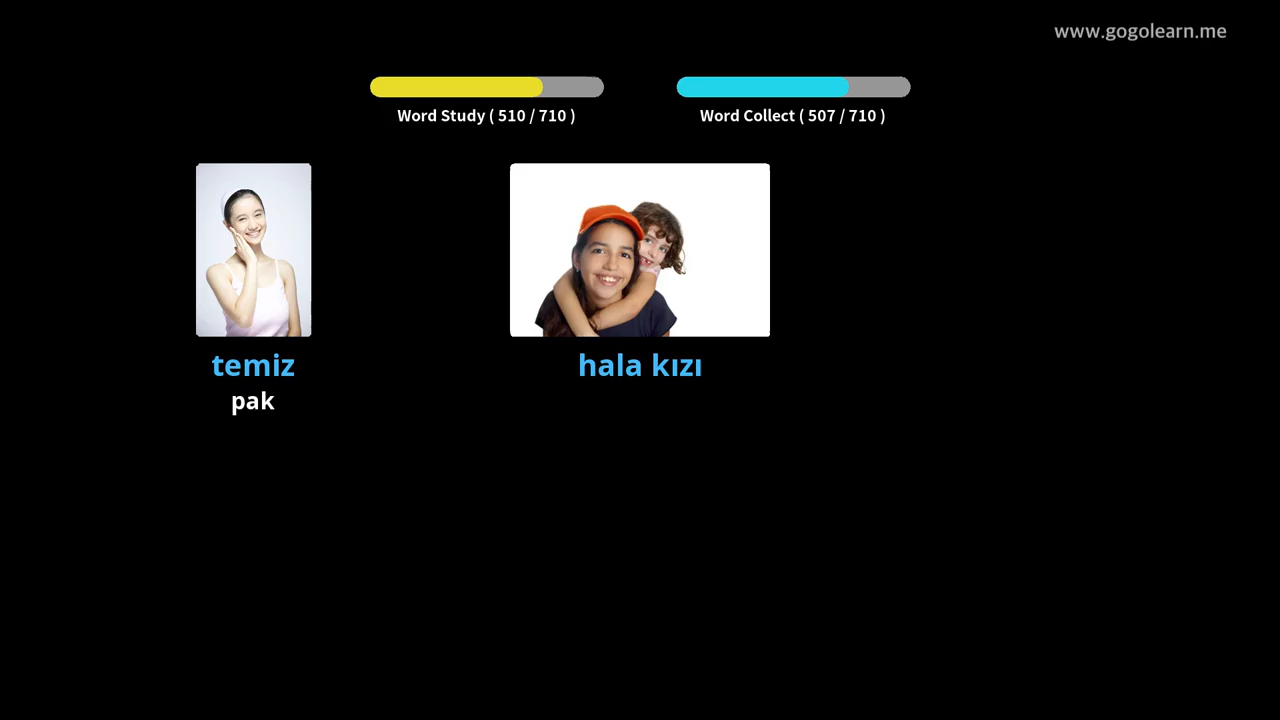 www.gogolearn.me
Word Study ( 510 / 710 )
Word Collect ( 507 / 710 )
temiz
pak
hala kızı